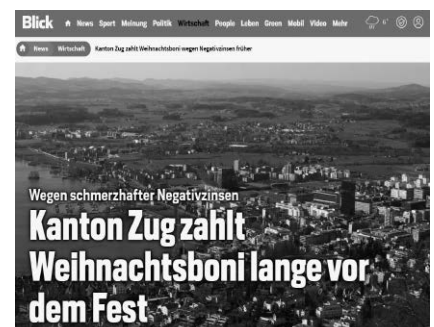 Blick News Sport Meinung Politik Wirtschaft People Leben Green Mobil Video Mehr 6°
News Wirtschaft Kanton Zug zahlt Weihnachtsboni wegen Negativzinsen früher
Wegen schmerzhafter Negativzinsen
Kanton Zug zahlt
Weihnachtsboni lange vor
dem Fest